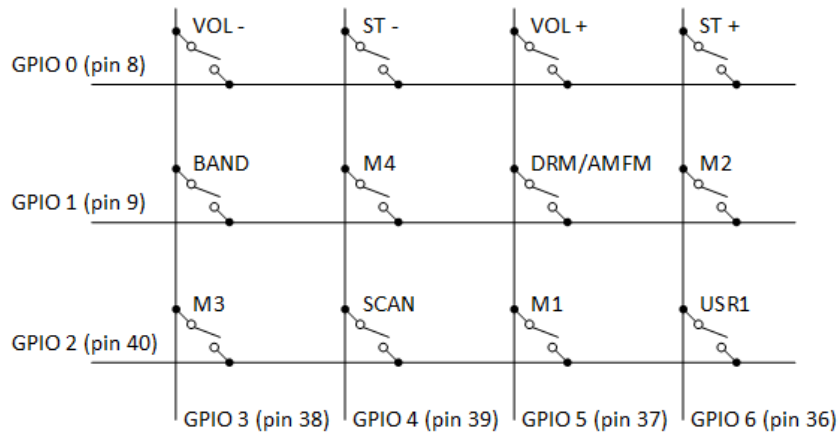 VOL - ST - VOL + ST +
GPIO 0 (pin 8)
BAND M4 DRM/AMFM M2
GPIO 1 (pin 9)
M3 SCAN M1 USR1
GPIO 2 (pin 40)
GPIO 3 (pin 38) GPIO 4 (pin 39) GPIO 5 (pin 37) GPIO 6 (pin 36)